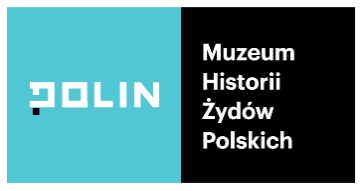 POLIN
Muzeum
Historii
Żydów
Polskich